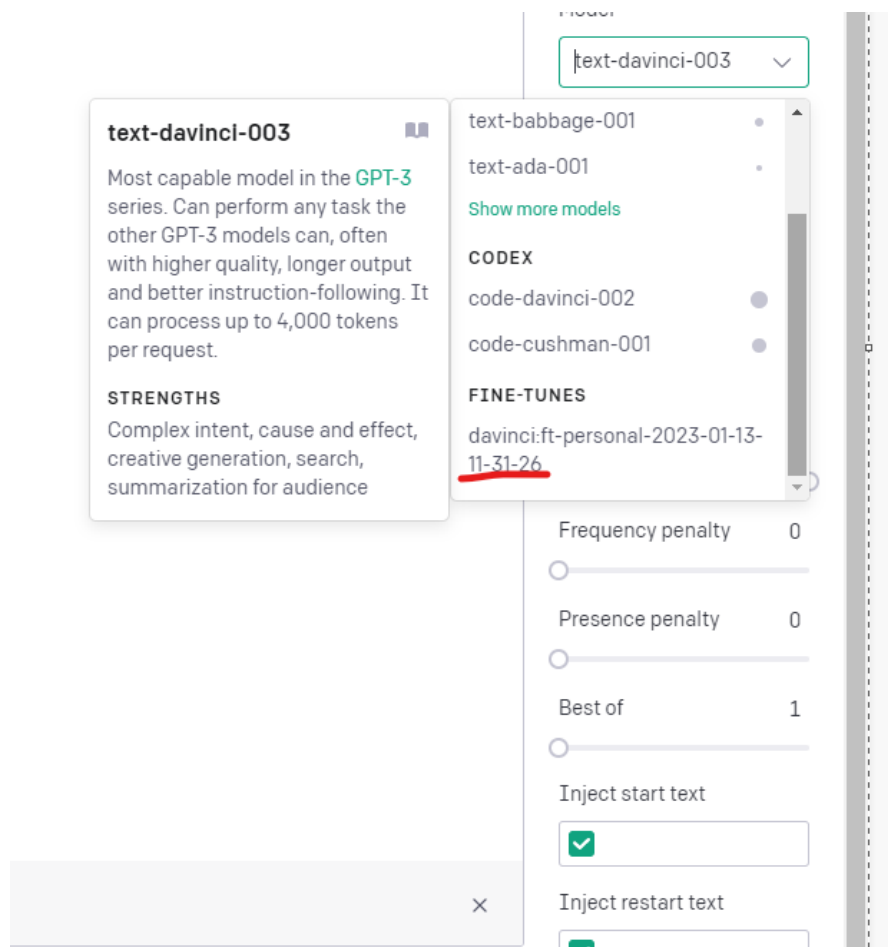 text-davinci-003
text-davinci-003
Most capable model in the GPT-3
series. Can perform any task the
other GPT-3 models can, often
with higher quality, longer output
and better instruction-following. It
can process up to 4,000 tokens
per request.
STRENGTHS
Complex intent, cause and effect,
creative generation, search,
summarization for audience
text-babbage-001
text-ada-001
Show more models
CODEX
code-davinci-002
code-cushman-001
FINE-TUNES
davinci:ft-personal-2023-01-13-
11-31-26
Frequency penalty 0
Presence penalty 0
Best of 1
Inject start text
Inject restart text